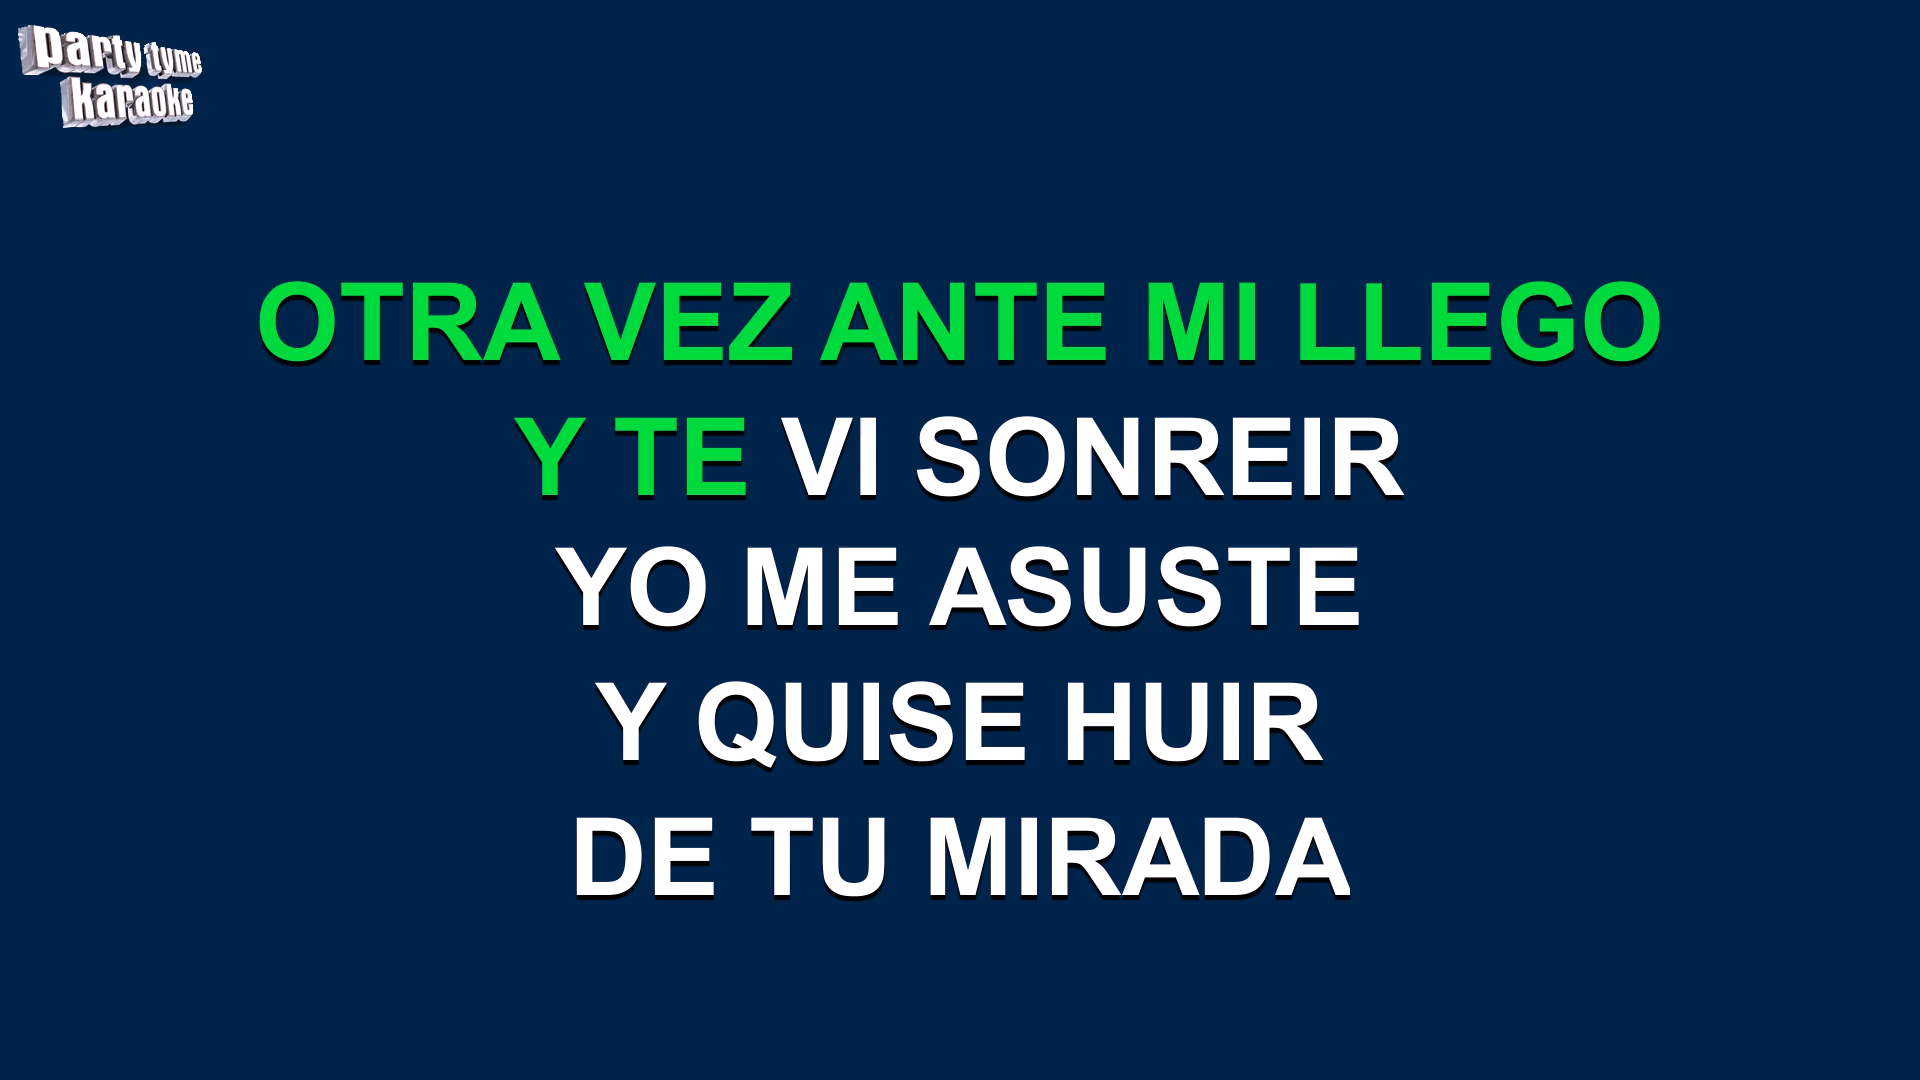 party tyme
karaoke
OTRA VEZ ANTE MI LLEGO
Y TE VI SONREIR
YO ME ASUSTE
Y QUISE HUIR
DE TU MIRADA